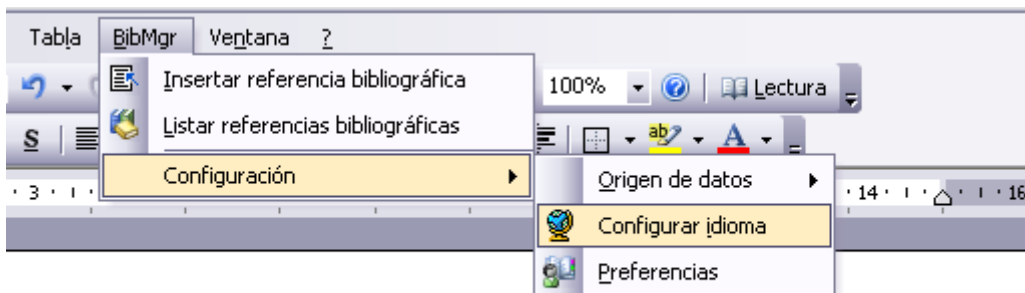 Tabla BibMgr Ventana ?
Insertar referencia bibliográfica 100% Lectura
Listar referencias bibliográficas
S ab A
Configuración
Origen de datos
3 14 16
Configurar idioma
Preferencias